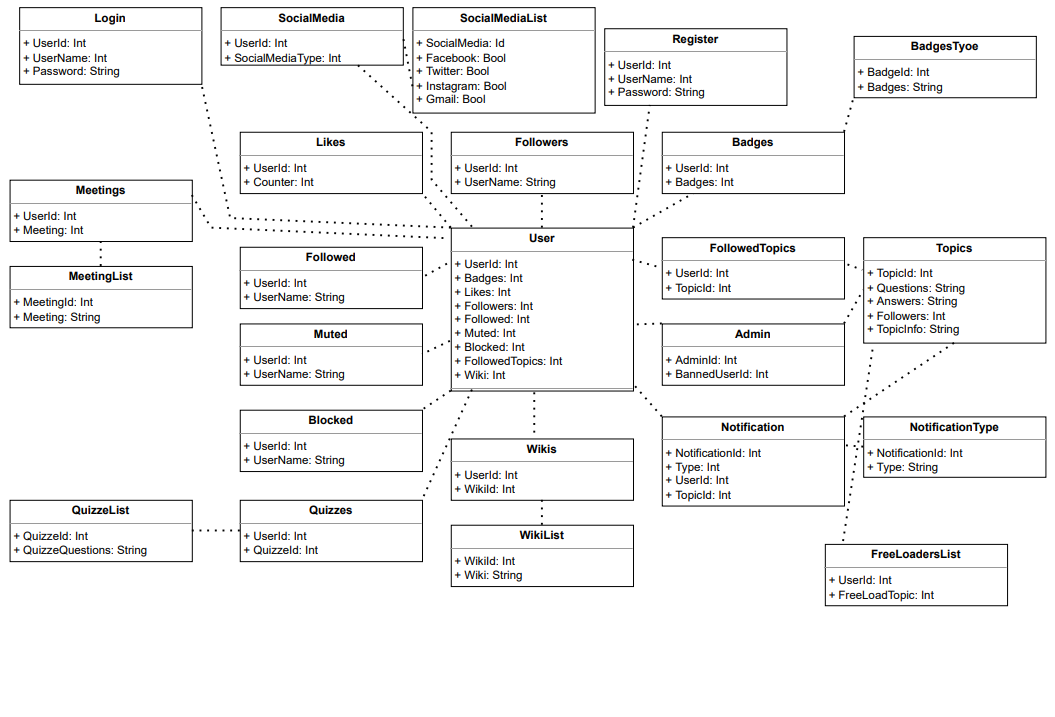 Login
+ UserId: Int
+ UserName: Int
+ Password: String
SocialMedia
+ UserId: Int
+ SocialMediaType: Int
SocialMediaList
+ SocialMedia: Id
+ Facebook: Bool
+ Twitter: Bool
+ Instagram: Bool
+ Gmail: Bool
Register
+ UserId: Int
+ UserName: Int
+ Password: String
BadgesTyoe
+ BadgeId: Int
+ Badges: String
Likes
+ UserId: Int
+ Counter: Int
Followers
+ UserId: Int
+ UserName: String
Badges
+ UserId: Int
+ Badges: Int
Meetings
+ UserId: Int
+ Meeting: Int
MeetingList
+ MeetingId: Int
+ Meeting: String
Followed
+ UserId: Int
+ UserName: String
User
+ UserId: Int
+ Badges: Int
+ Likes: Int
+ Followers: Int
+ Followed: Int
+ Muted: Int
+ Blocked: Int
+ FollowedTopics: Int
+ Wiki: Int
FollowedTopics
+ UserId: Int
+ TopicId: Int
Topics
+ TopicId: Int
+ Questions: String
+ Answers: String
+ Followers: Int
+ TopicInfo: String
Muted
+ UserId: Int
+ UserName: String
Admin
+ AdminId: Int
+ BannedUserId: Int
Blocked
+ UserId: Int
+ UserName: String
Wikis
+ UserId: Int
+ WikiId: Int
Notification
+ NotificationId: Int
+ Type: Int
+ UserId: Int
+ TopicId: Int
NotificationType
+ NotificationId: Int
+ Type: String
QuizzeList
+ QuizzeId: Int
+ QuizzeQuestions: String
Quizzes
+ UserId: Int
+ QuizzeId: Int
WikiList
+ WikiId: Int
+ Wiki: String
FreeLoadersList
+ UserId: Int
+ FreeLoadTopic: Int